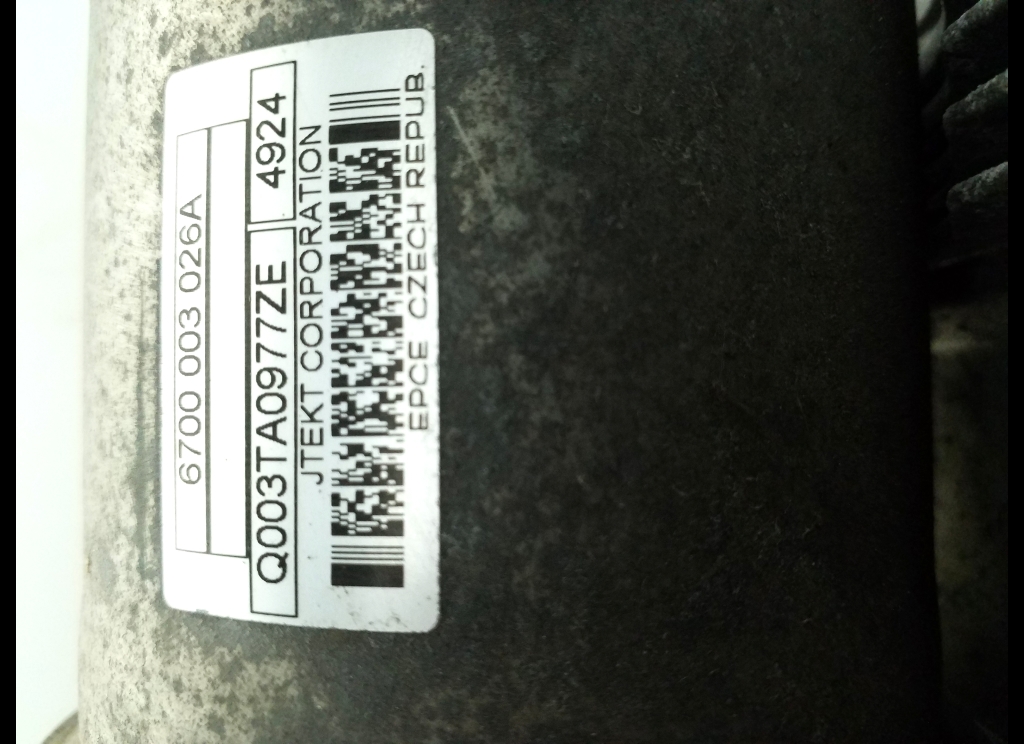 6700 003 026A
Q003TA0977ZE 4924
JTEKT CORPORATION
EPCE CZECH REPUB.